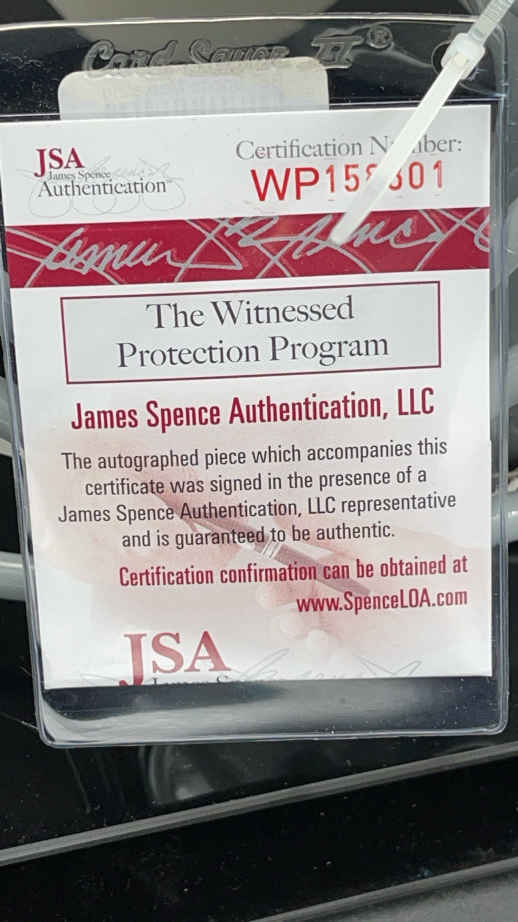 Card Saver II®
JSA
James Spence
Authentication™
Certification Number:
The Witnessed
Protection Program
James Spence Authentication, LLC
The autographed piece which accompanies this
certificate was signed in the presence of a
James Spence Authentication, LLC representative
and is guaranteed to be authentic.
Certification confirmation can be obtained at
www.SpenceLOA.com
JSA